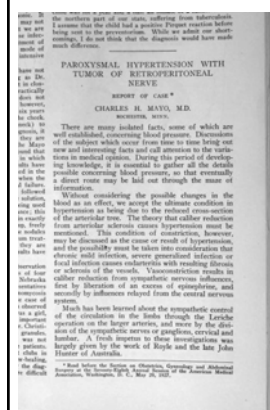 the northern part of our state, suffering from tuberculosis.
I assume that the child had a positive Pirquet reaction before
being sent to the preventorium. While we admit our short-
comings, I do not think that the diagnosis would have made
much difference.
PAROXYSMAL HYPERTENSION WITH
TUMOR OF RETROPERITONEAL
NERVE
REPORT OF CASE *
CHARLES H. MAYO, M.D.
ROCHESTER, MINN.
There are many isolated facts, some of which are
well established, concerning blood pressure. Discussions
of the subject which occur from time to time bring out
new and interesting facts and call attention to the varia-
tions in medical opinion. During this period of develop-
ing knowledge, it is essential to gather all the details
possible concerning blood pressure, so that eventually
a direct route may be laid out through the maze of
information.
Without considering the possible changes in the
blood as an effect, we accept the ultimate condition in
hypertension as being due to the reduced cross-section
of the arteriolar tree. The theory that caliber reduction
from arteriolar sclerosis causes hypertension must be
mentioned. This condition of constriction, however,
may be discussed as the cause or result of hypertension,
and the possibility must be taken into consideration that
chronic mild infection, severe generalized infection or
focal infection causes endarteritis with resulting fibrosis
or sclerosis of the vessels. Vasoconstriction results in
caliber reduction from sympathetic nervous influences,
first by liberation of an excess of epinephrine, and
secondly by influences relayed from the central nervous
system.
Much has been learned about the sympathetic control
of the circulation in the limbs through the Leriche
operation on the larger arteries, and more by the divi-
sion of the sympathetic nerves or ganglions, cervical and
lumbar. A fresh impetus to these investigations was
largely given by the work of Royle and the late John
Hunter of Australia.
* Read before the Section on Obstetrics, Gynecology and Abdominal
Surgery at the Seventy-Eighth Annual Session of the American Medical
Association, Washington, D. C., May 19, 1927.